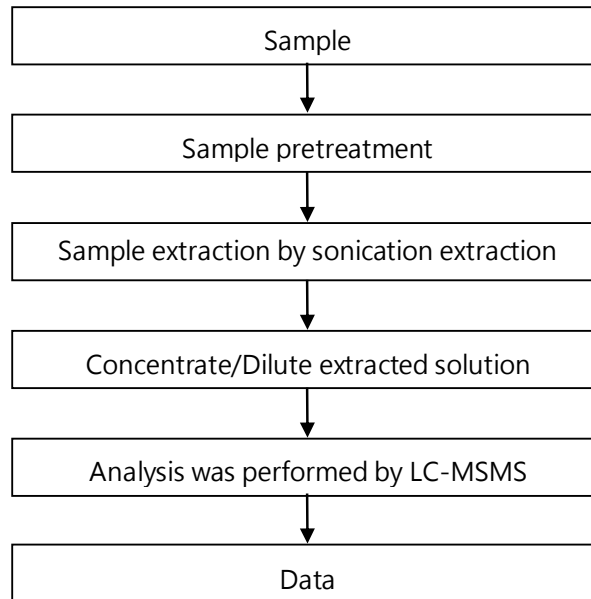 Sample
Sample pretreatment
Sample extraction by sonication extraction
Concentrate/Dilute extracted solution
Analysis was performed by LC-MSMS
Data